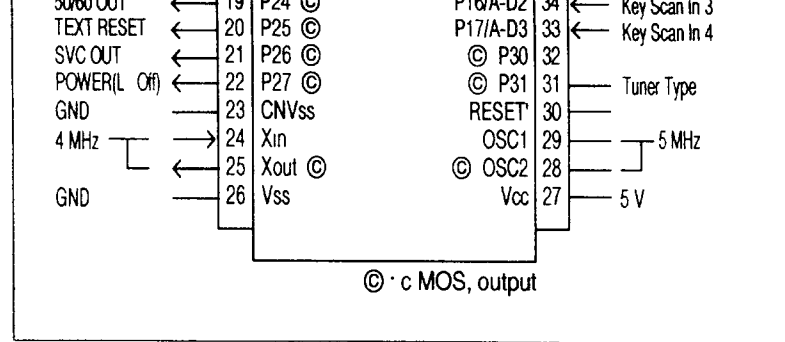 50/60 OUT 19 P24 © P16/A-D2 34 Key Scan In 3
TEXT RESET 20 P25 © P17/A-D3 33 Key Scan In 4
SVC OUT 21 P26 © © P30 32
POWER(L Off) 22 P27 © © P31 31 Tuner Type
GND 23 CNVss RESET' 30
4 MHz 24 Xin OSC1 29 5 MHz
25 Xout © © OSC2 28
GND 26 Vss Vcc 27 5 V
© · c MOS, output